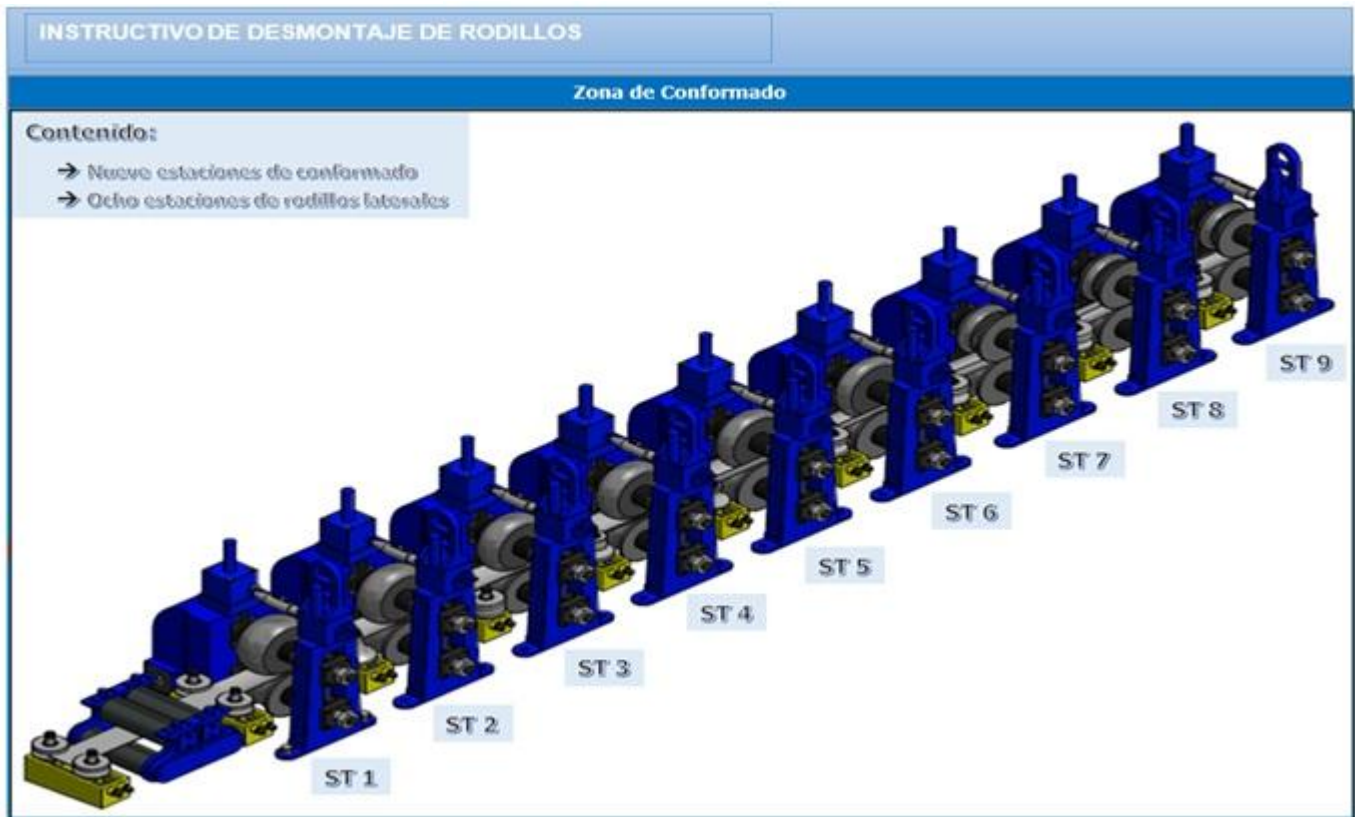 INSTRUCTIVO DE DESMONTAJE DE RODILLOS
Zona de Conformado
Contenido:
→ Nueve estaciones de conformado
→ Ocho estaciones de rodillos laterales
ST 9
ST 8
ST 7
ST 6
ST 5
ST 4
ST 3
ST 2
ST 1